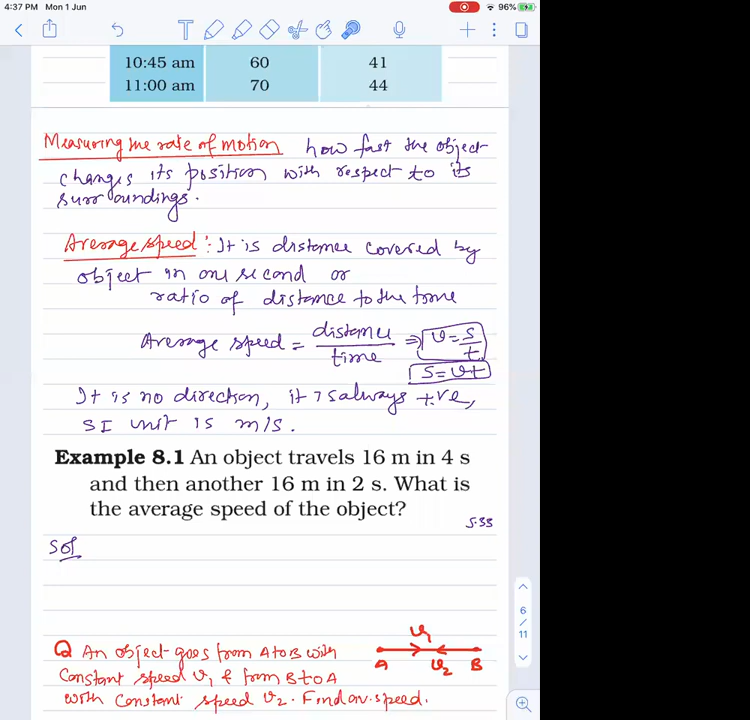 4:37 PM Mon 1 Jun
96%
10:45 am 60 41
11:00 am 70 44
Measuring the rate of motion how fast the object
changes its position with respect to its
surroundings.
Average speed : It is distance covered by
object in one second or
ratio of distance to the time
Average speed = distance/time ⇒ v = s/t
s = vt
It is no direction, it is always +ve,
SI unit is m/s.
Example 8.1 An object travels 16 m in 4 s
and then another 16 m in 2 s. What is
the average speed of the object?
5.33
Sol
6
/
11
Q An object goes from A to B with
constant speed v₁ & from B to A
with constant speed v₂. Find av. speed.
v₁
A v₂ B